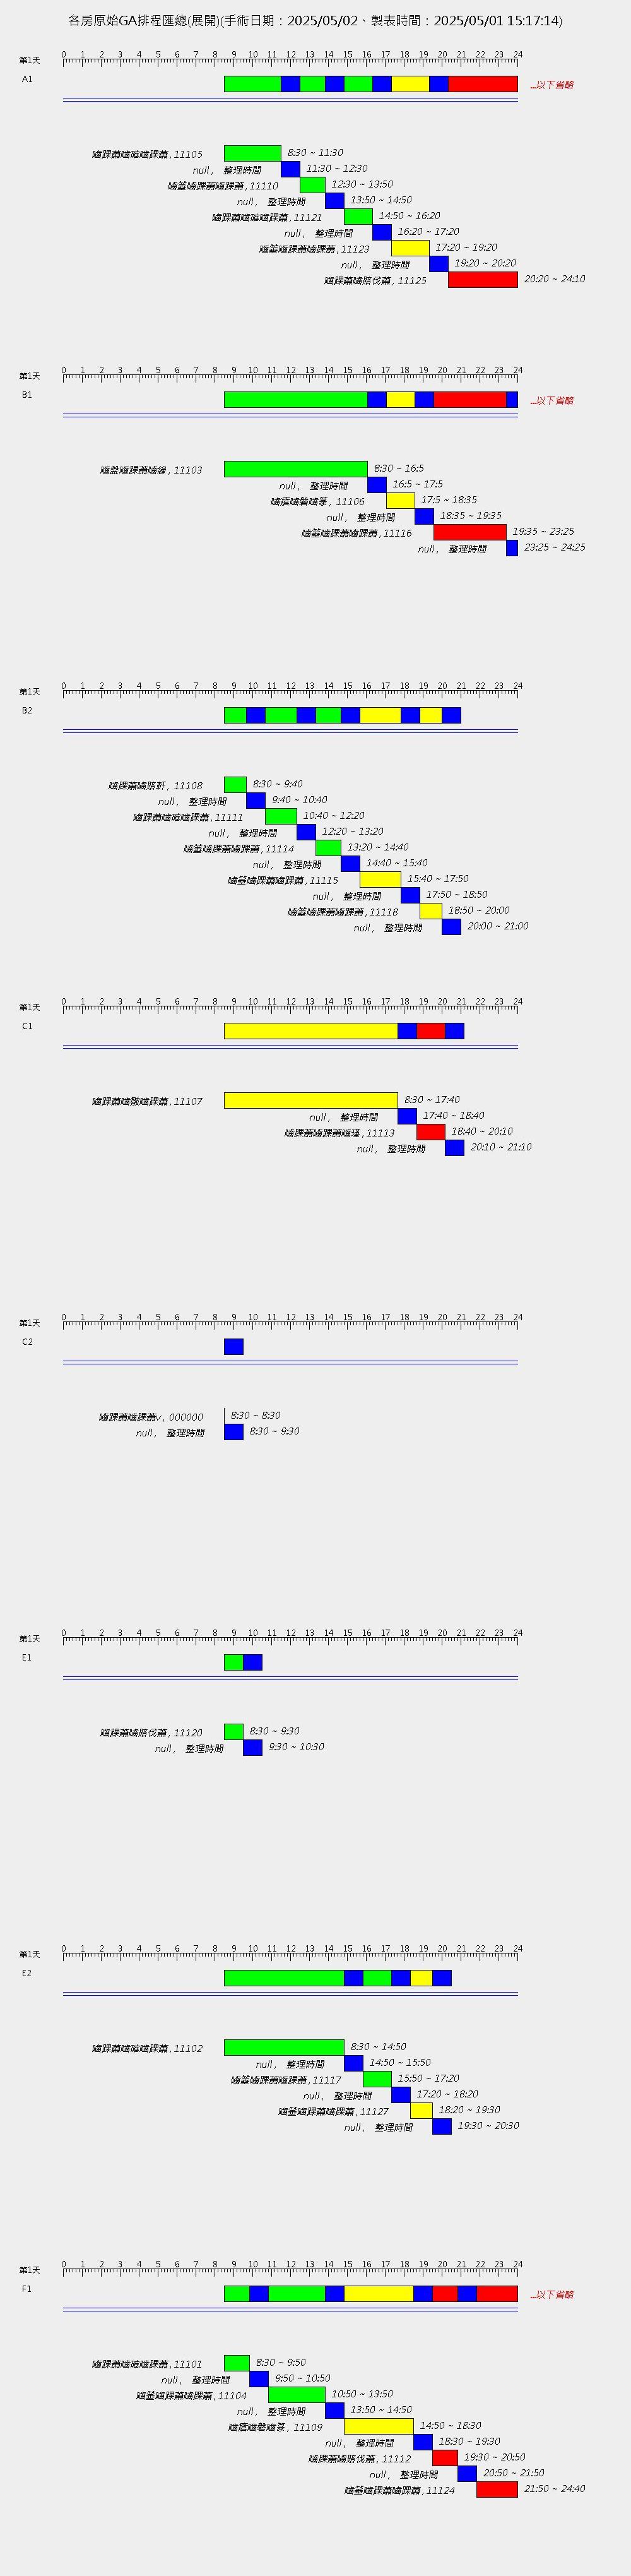 各房原始GA排程匯總(展開)(手術日期：2025/05/02、製表時間：2025/05/01 15:17:14)
第1天 0 1 2 3 4 5 6 7 8 9 10 11 12 13 14 15 16 17 18 19 20 21 22 23 24
A1 ...以下省略
, 11105 8:30 ~ 11:30
null, 整理時間 11:30 ~ 12:30
, 11110 12:30 ~ 13:50
null, 整理時間 13:50 ~ 14:50
, 11121 14:50 ~ 16:20
null, 整理時間 16:20 ~ 17:20
, 11123 17:20 ~ 19:20
null, 整理時間 19:20 ~ 20:20
, 11125 20:20 ~ 24:10
第1天 0 1 2 3 4 5 6 7 8 9 10 11 12 13 14 15 16 17 18 19 20 21 22 23 24
B1 ...以下省略
, 11103 8:30 ~ 16:5
null, 整理時間 16:5 ~ 17:5
, 11106 17:5 ~ 18:35
null, 整理時間 18:35 ~ 19:35
, 11116 19:35 ~ 23:25
null, 整理時間 23:25 ~ 24:25
第1天 0 1 2 3 4 5 6 7 8 9 10 11 12 13 14 15 16 17 18 19 20 21 22 23 24
B2
, 11108 8:30 ~ 9:40
null, 整理時間 9:40 ~ 10:40
, 11111 10:40 ~ 12:20
null, 整理時間 12:20 ~ 13:20
, 11114 13:20 ~ 14:40
null, 整理時間 14:40 ~ 15:40
, 11115 15:40 ~ 17:50
null, 整理時間 17:50 ~ 18:50
, 11118 18:50 ~ 20:00
null, 整理時間 20:00 ~ 21:00
第1天 0 1 2 3 4 5 6 7 8 9 10 11 12 13 14 15 16 17 18 19 20 21 22 23 24
C1
, 11107 8:30 ~ 17:40
null, 整理時間 17:40 ~ 18:40
, 11113 18:40 ~ 20:10
null, 整理時間 20:10 ~ 21:10
第1天 0 1 2 3 4 5 6 7 8 9 10 11 12 13 14 15 16 17 18 19 20 21 22 23 24
C2
, 000000 8:30 ~ 8:30
null, 整理時間 8:30 ~ 9:30
第1天 0 1 2 3 4 5 6 7 8 9 10 11 12 13 14 15 16 17 18 19 20 21 22 23 24
E1
, 11120 8:30 ~ 9:30
null, 整理時間 9:30 ~ 10:30
第1天 0 1 2 3 4 5 6 7 8 9 10 11 12 13 14 15 16 17 18 19 20 21 22 23 24
E2
, 11102 8:30 ~ 14:50
null, 整理時間 14:50 ~ 15:50
, 11117 15:50 ~ 17:20
null, 整理時間 17:20 ~ 18:20
, 11127 18:20 ~ 19:30
null, 整理時間 19:30 ~ 20:30
第1天 0 1 2 3 4 5 6 7 8 9 10 11 12 13 14 15 16 17 18 19 20 21 22 23 24
F1 ...以下省略
, 11101 8:30 ~ 9:50
null, 整理時間 9:50 ~ 10:50
, 11104 10:50 ~ 13:50
null, 整理時間 13:50 ~ 14:50
, 11109 14:50 ~ 18:30
null, 整理時間 18:30 ~ 19:30
, 11112 19:30 ~ 20:50
null, 整理時間 20:50 ~ 21:50
, 11124 21:50 ~ 24:40